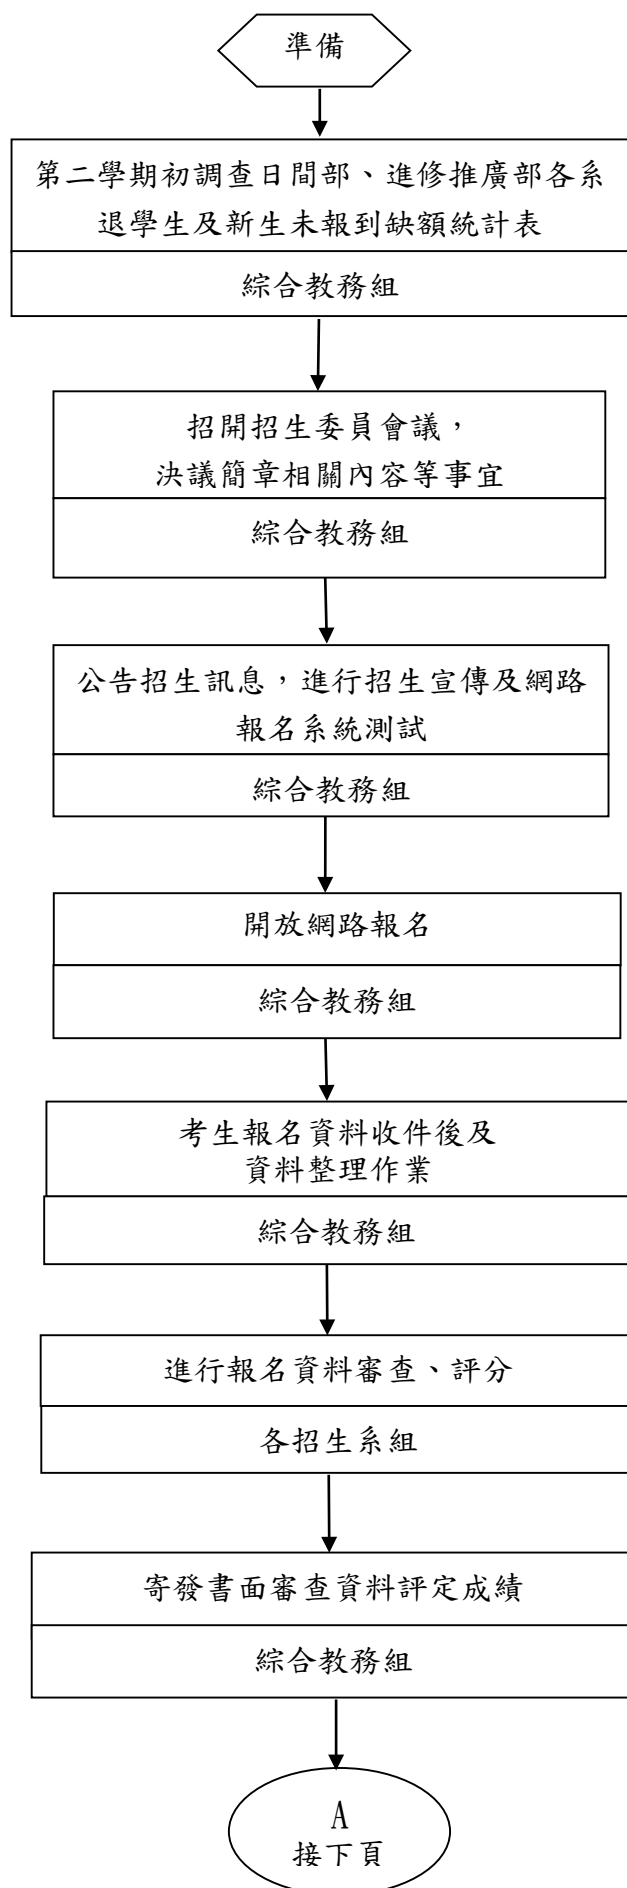 準備
第二學期初調查日間部、進修推廣部各系
退學生及新生未報到缺額統計表
綜合教務組
招開招生委員會議，
決議簡章相關內容等事宜
綜合教務組
公告招生訊息，進行招生宣傳及網路
報名系統測試
綜合教務組
開放網路報名
綜合教務組
考生報名資料收件後及
資料整理作業
綜合教務組
進行報名資料審查、評分
各招生系組
寄發書面審查資料評定成績
綜合教務組
A
接下頁